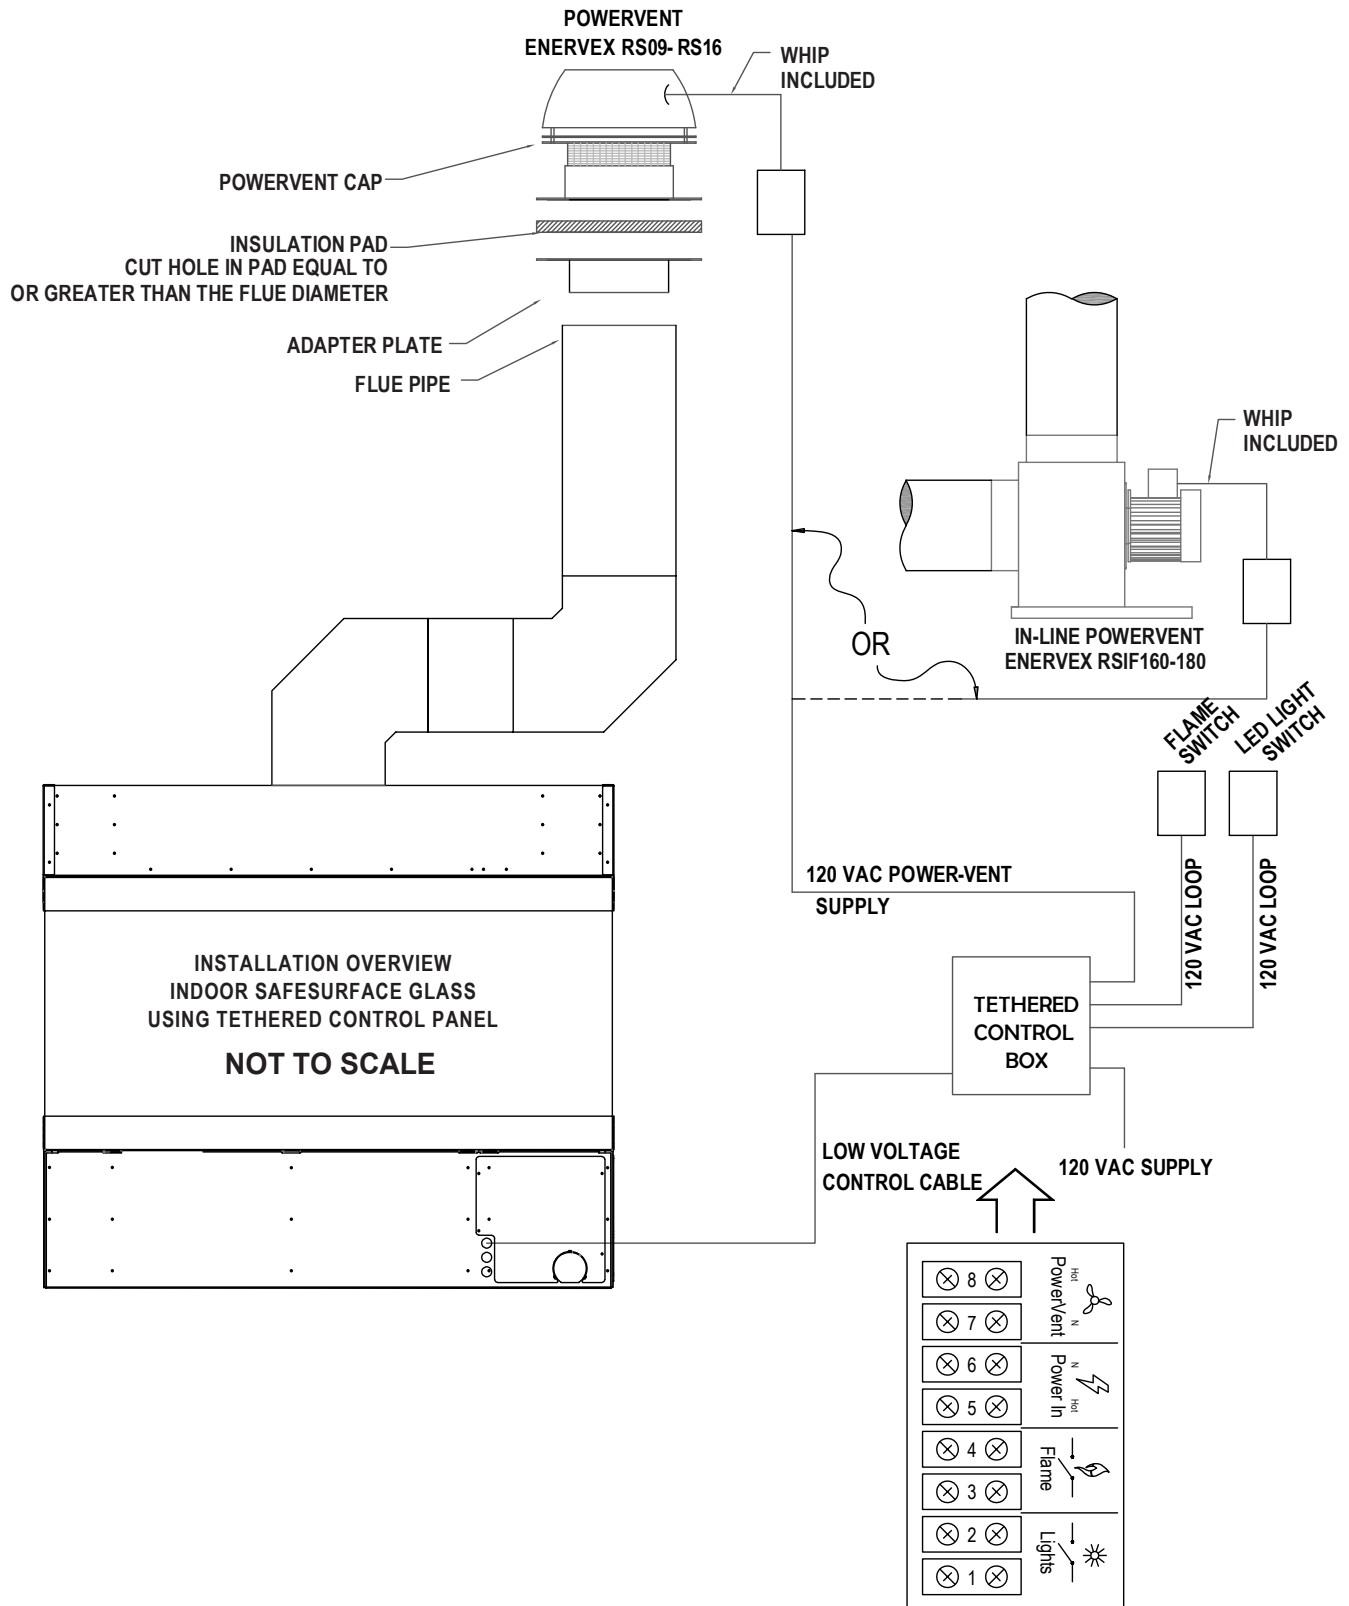 POWERVENT
ENERVEX RS09- RS16
WHIP
INCLUDED
POWERVENT CAP
INSULATION PAD
CUT HOLE IN PAD EQUAL TO
OR GREATER THAN THE FLUE DIAMETER
ADAPTER PLATE
FLUE PIPE
WHIP
INCLUDED
IN-LINE POWERVENT
ENERVEX RSIF160-180
OR
FLAME
SWITCH
LED LIGHT
SWITCH
120 VAC LOOP
120 VAC LOOP
120 VAC POWER-VENT
SUPPLY
INSTALLATION OVERVIEW
INDOOR SAFESURFACE GLASS
USING TETHERED CONTROL PANEL
NOT TO SCALE
TETHERED
CONTROL
BOX
LOW VOLTAGE
CONTROL CABLE
120 VAC SUPPLY
8
Hot
PowerVent
7
N
6
N
Power In
5
Hot
4
Flame
3
2
Lights
1